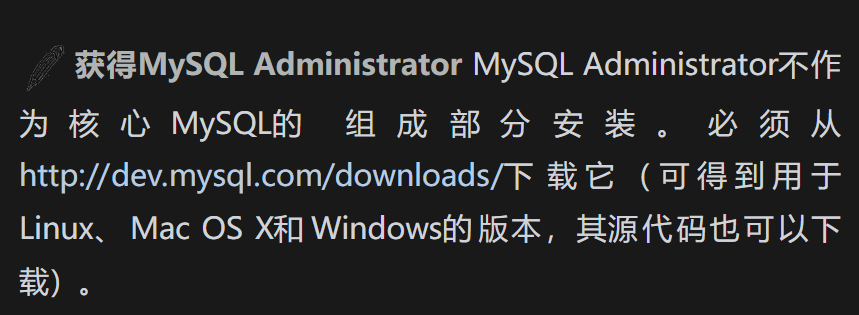 获得MySQL Administrator MySQL Administrator不作
为核心MySQL的 组成部分安装。必须从
http://dev.mysql.com/downloads/下载它（可得到用于
Linux、Mac OS X和Windows的版本，其源代码也可以下
载）。